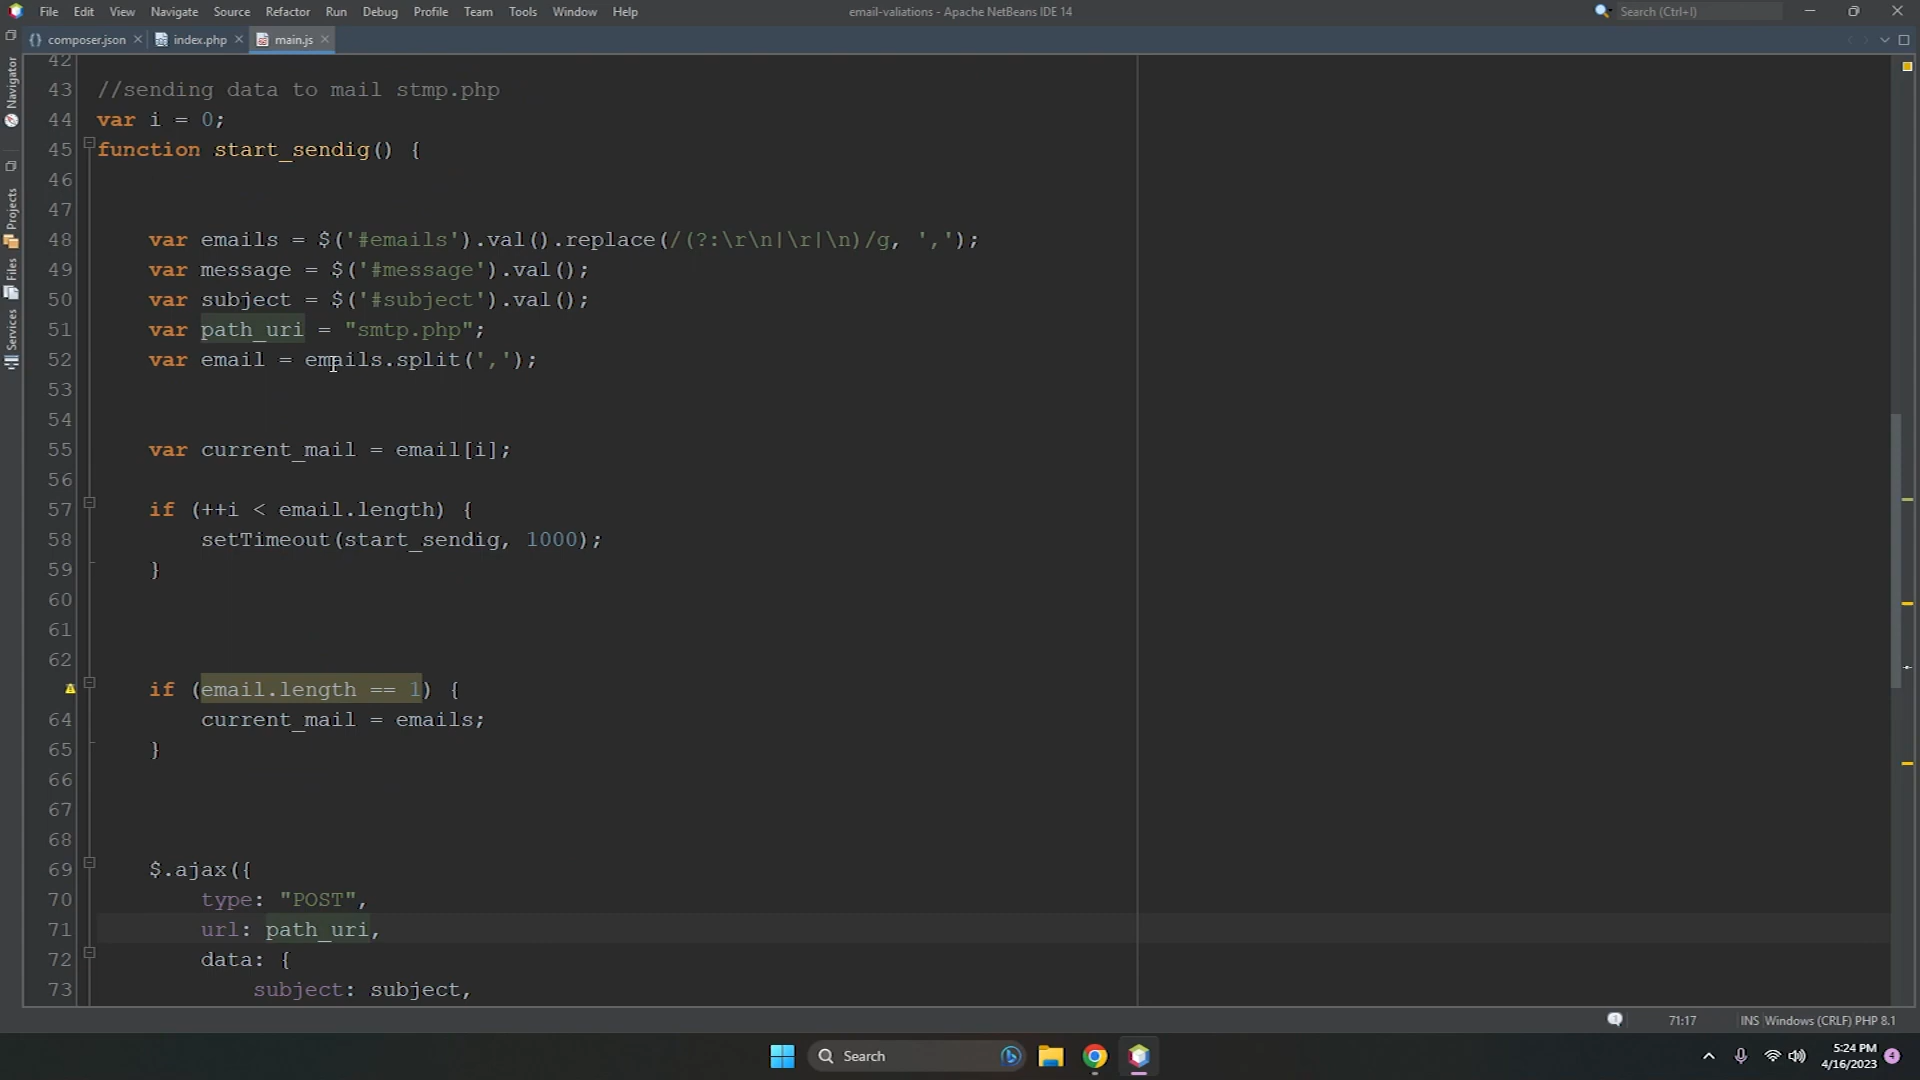 File Edit View Navigate Source Refactor Run Debug Profile Team Tools Window Help email-valiations - Apache NetBeans IDE 14 Search (Ctrl+I)
composer.json index.php main.js
Navigator
Projects
Files
Services
42
43 //sending data to mail stmp.php
44 var i = 0;
45 function start_sendig() {
46
47
48 var emails = $('#emails').val().replace(/(?:\r\n|\r|\n)/g, ',');
49 var message = $('#message').val();
50 var subject = $('#subject').val();
51 var path_uri = "smtp.php";
52 var email = emails.split(',');
53
54
55 var current_mail = email[i];
56
57 if (++i < email.length) {
58 setTimeout(start_sendig, 1000);
59 }
60
61
62
if (email.length == 1) {
64 current_mail = emails;
65 }
66
67
68
69 $.ajax({
70 type: "POST",
71 url: path_uri,
72 data: {
73 subject: subject,
71:17 INS Windows (CRLF) PHP 8.1
Search
5:24 PM
4/16/2023
4